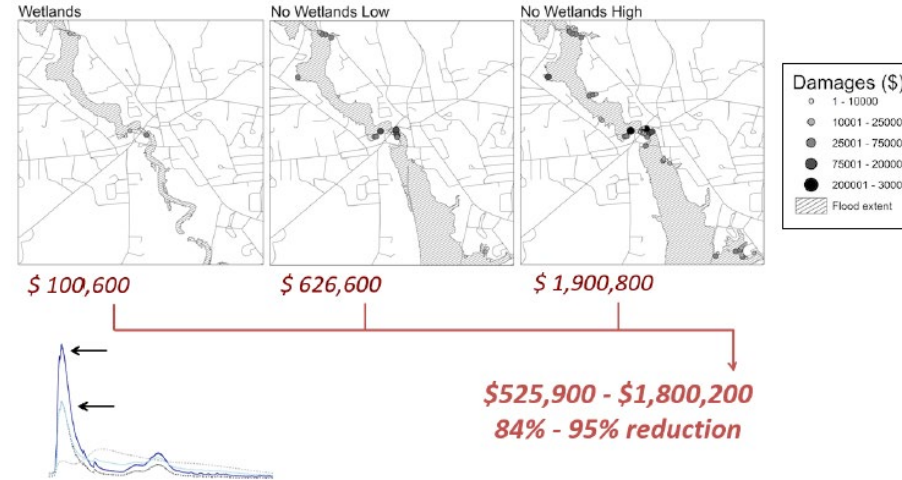 Wetlands
No Wetlands Low
No Wetlands High
Damages ($)
1 - 10000
10001 - 25000
25001 - 75000
75001 - 20000
200001 - 3000
Flood extent
$ 100,600
$ 626,600
$ 1,900,800
$525,900 - $1,800,200
84% - 95% reduction